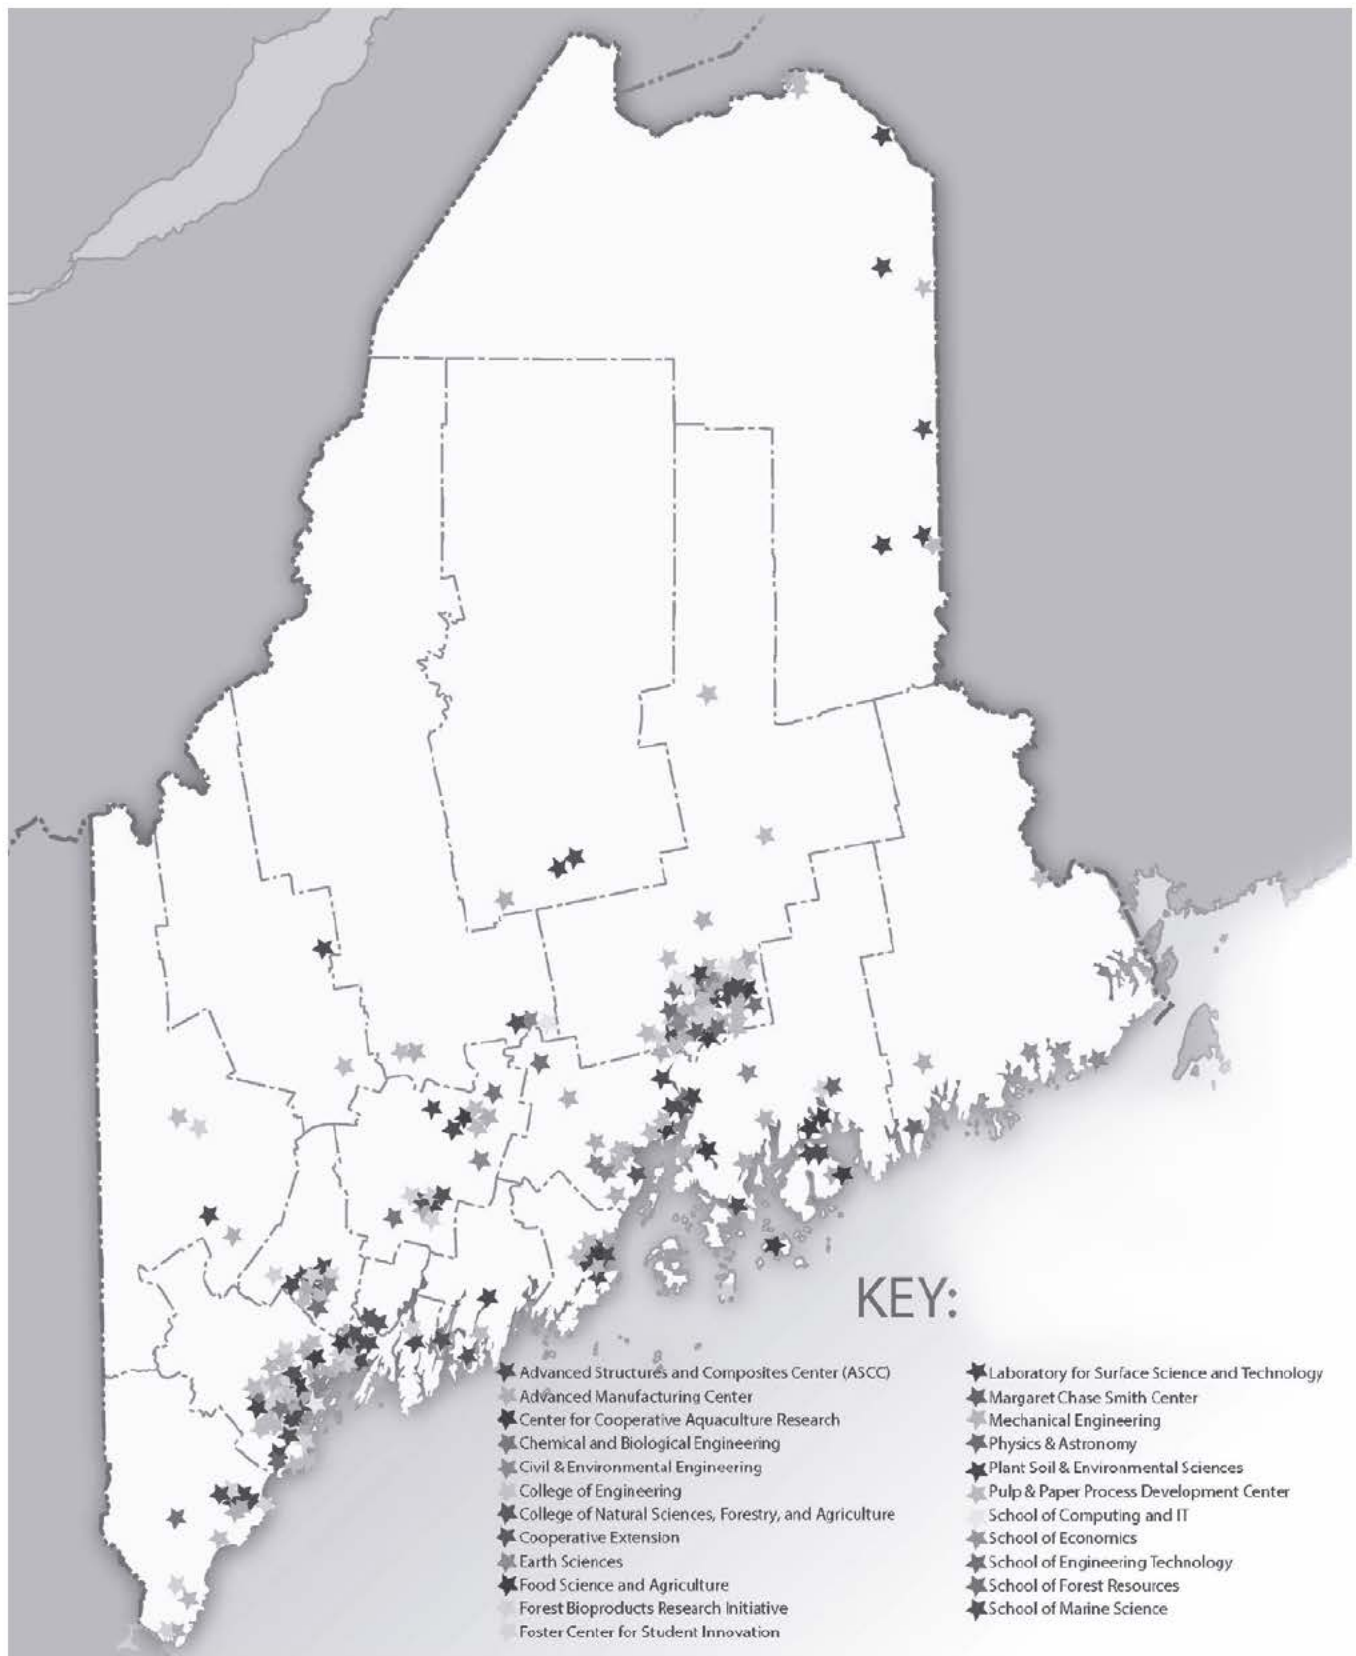 KEY:
Advanced Structures and Composites Center (ASCC)
Advanced Manufacturing Center
Center for Cooperative Aquaculture Research
Chemical and Biological Engineering
Civil & Environmental Engineering
College of Engineering
College of Natural Sciences, Forestry, and Agriculture
Cooperative Extension
Earth Sciences
Food Science and Agriculture
Forest Bioproducts Research Initiative
Foster Center for Student Innovation
Laboratory for Surface Science and Technology
Margaret Chase Smith Center
Mechanical Engineering
Physics & Astronomy
Plant Soil & Environmental Sciences
Pulp & Paper Process Development Center
School of Computing and IT
School of Economics
School of Engineering Technology
School of Forest Resources
School of Marine Science